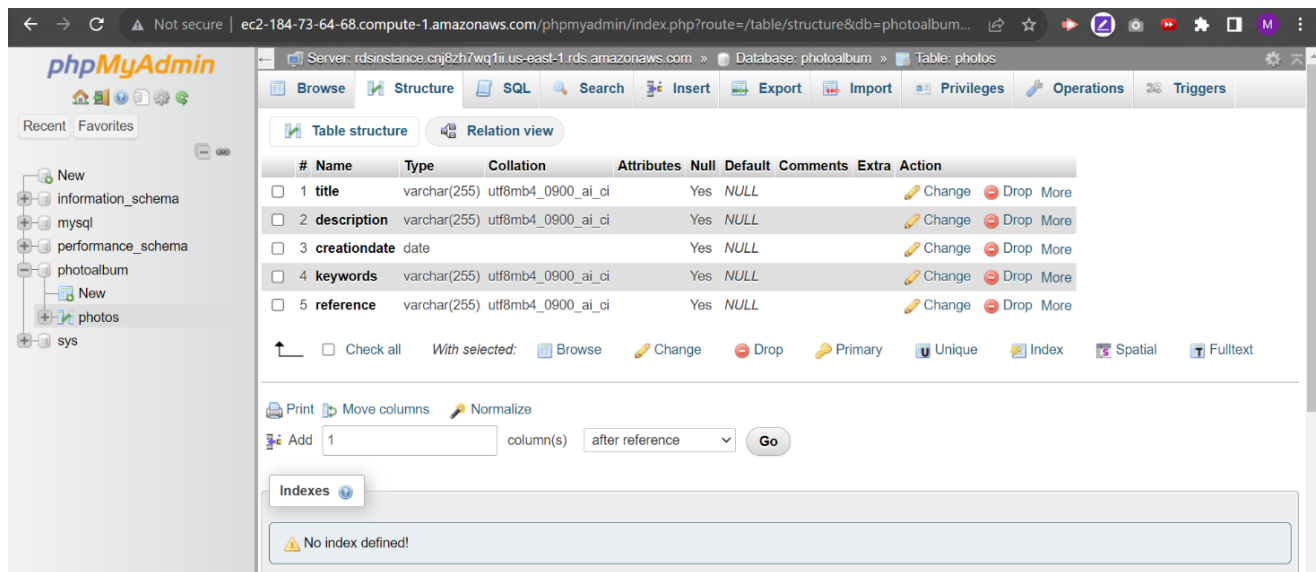 Not secure | ec2-184-73-64-68.compute-1.amazonaws.com/phpmyadmin/index.php?route=/table/structure&db=photoalbum... M
phpMyAdmin
Recent Favorites
New
information_schema
mysql
performance_schema
photoalbum
New
photos
sys
Server: rdsinstance.cnj8zh7wq1ii.us-east-1.rds.amazonaws.com » Database: photoalbum » Table: photos
Browse Structure SQL Search Insert Export Import Privileges Operations Triggers
Table structure Relation view
# Name Type Collation Attributes Null Default Comments Extra Action
1 title varchar(255) utf8mb4_0900_ai_ci Yes NULL Change Drop More
2 description varchar(255) utf8mb4_0900_ai_ci Yes NULL Change Drop More
3 creationdate date Yes NULL Change Drop More
4 keywords varchar(255) utf8mb4_0900_ai_ci Yes NULL Change Drop More
5 reference varchar(255) utf8mb4_0900_ai_ci Yes NULL Change Drop More
Check all With selected: Browse Change Drop Primary Unique Index Spatial Fulltext
Print Move columns Normalize
Add 1 column(s) after reference Go
Indexes
No index defined!